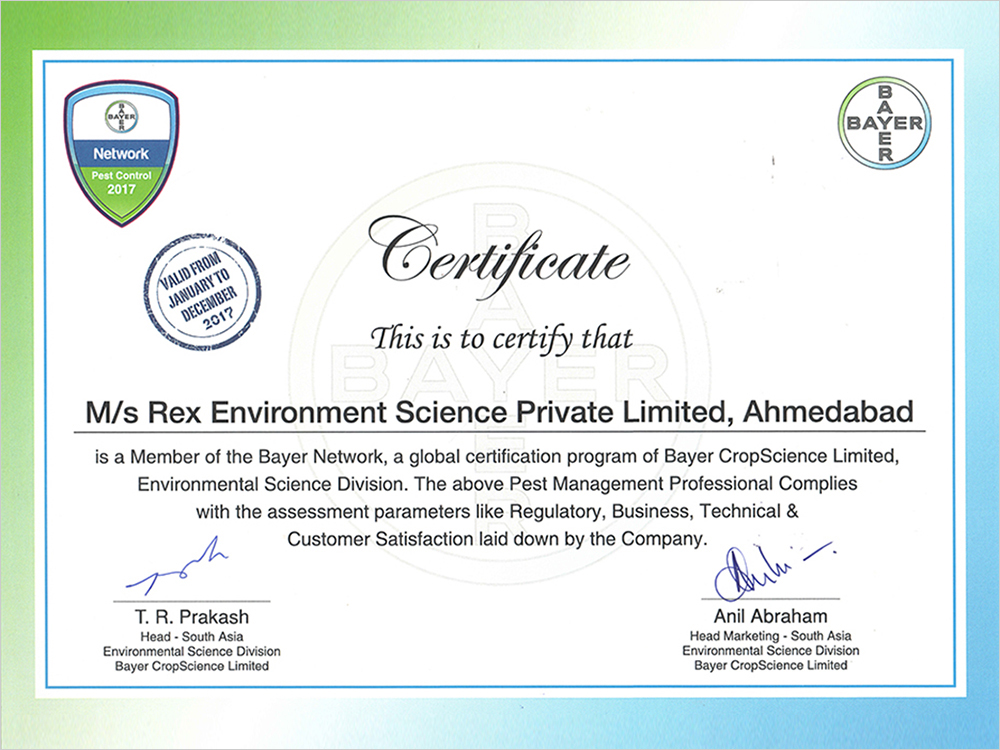 BAYER
BAYER
Network
Pest Control
2017
BAYER
BAYER
VALID FROM
JANUARY TO
DECEMBER
2017
Certificate
This is to certify that
BAYER
BAYER
M/s Rex Environment Science Private Limited, Ahmedabad
is a Member of the Bayer Network, a global certification program of Bayer CropScience Limited,
Environmental Science Division. The above Pest Management Professional Complies
with the assessment parameters like Regulatory, Business, Technical &
Customer Satisfaction laid down by the Company.
T. R. Prakash
Head - South Asia
Environmental Science Division
Bayer CropScience Limited
Anil Abraham
Head Marketing - South Asia
Environmental Science Division
Bayer CropScience Limited